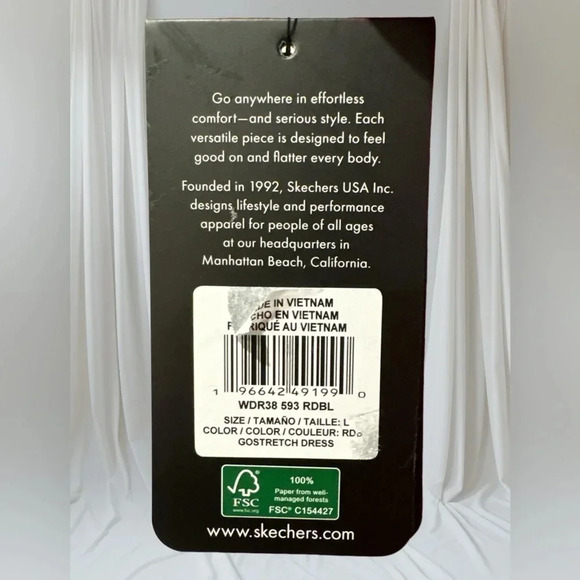 Go anywhere in effortless
comfort—and serious style. Each
versatile piece is designed to feel
good on and flatter every body.
Founded in 1992, Skechers USA Inc.
designs lifestyle and performance
apparel for people of all ages
at our headquarters in
Manhattan Beach, California.
IN VIETNAM
EN VIETNAM
AU VIETNAM
1 96642 49199 0
WDR38 593 RDBL
SIZE / TAMAÑO / TAILLE: L
COLOR / COLOR / COULEUR:
GOSTRETCH DRESS
FSC
www.fsc.org
100%
Paper from well-
managed forests
FSC® C154427
www.skechers.com